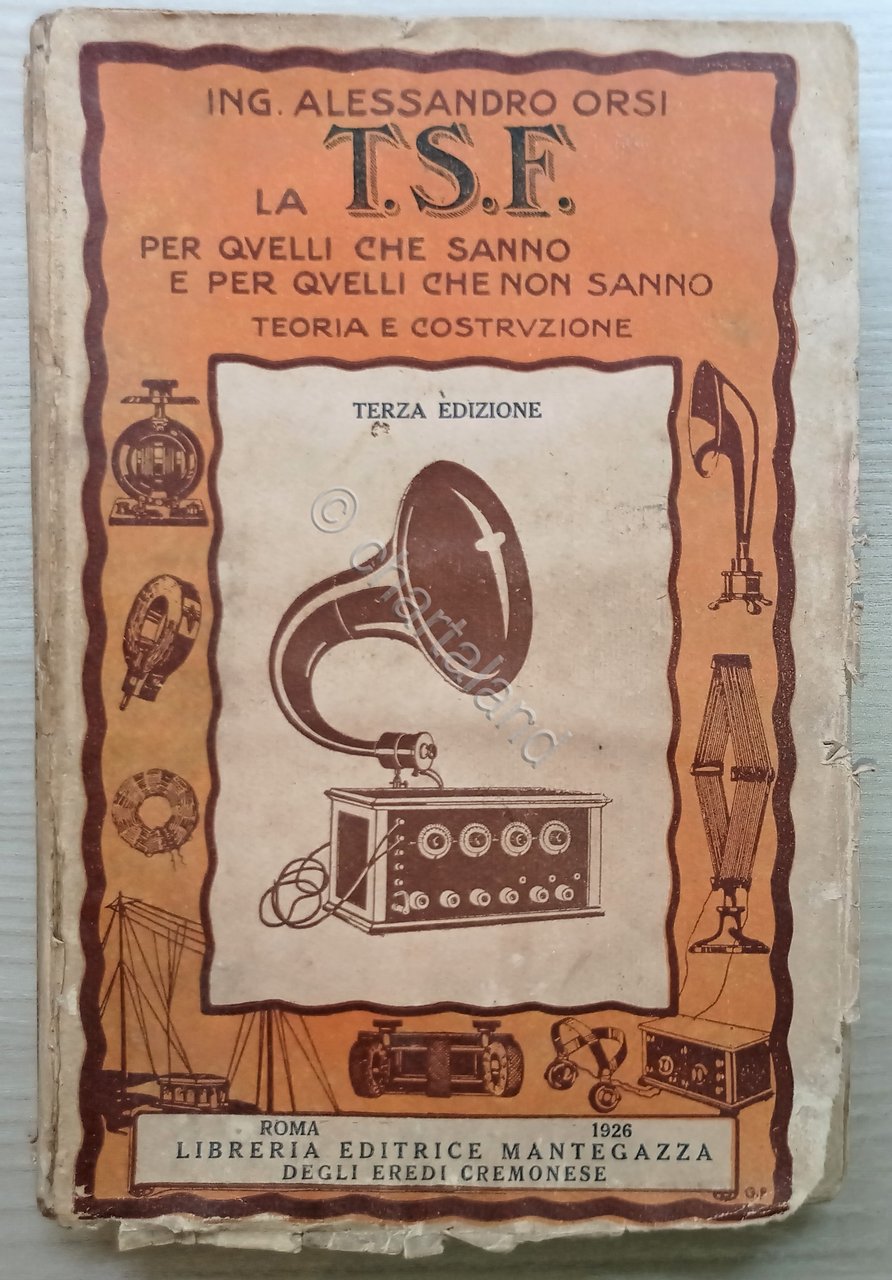 ING. ALESSANDRO ORSI
LA T.S.F.
PER QVELLI CHE SANNO
E PER QVELLI CHE NON SANNO
TEORIA E COSTRVZIONE
TERZA EDIZIONE
© chartaland
ROMA 1926
LIBRERIA EDITRICE MANTEGAZZA
DEGLI EREDI CREMONESE
G.P